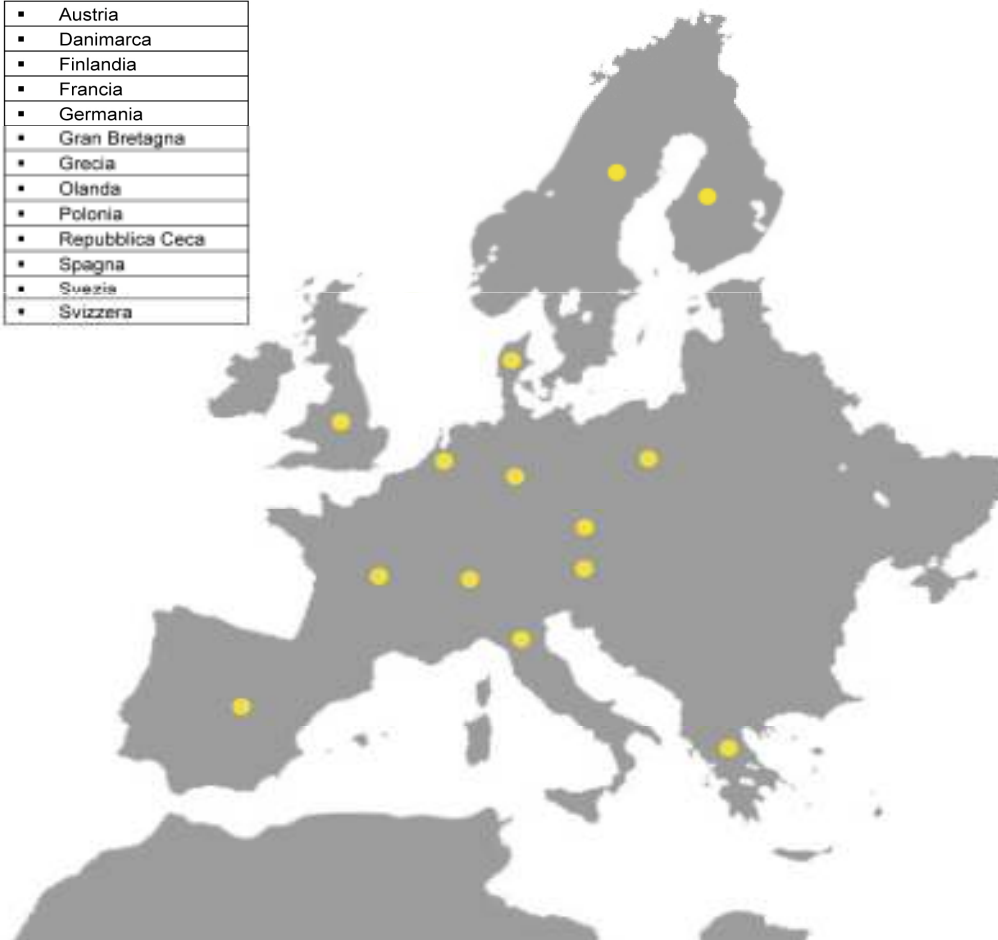 ▪ Austria
▪ Danimarca
▪ Finlandia
▪ Francia
▪ Germania
▪ Gran Bretagna
▪ Grecia
▪ Olanda
▪ Polonia
▪ Repubblica Ceca
▪ Spagna
▪ Svezia
▪ Svizzera